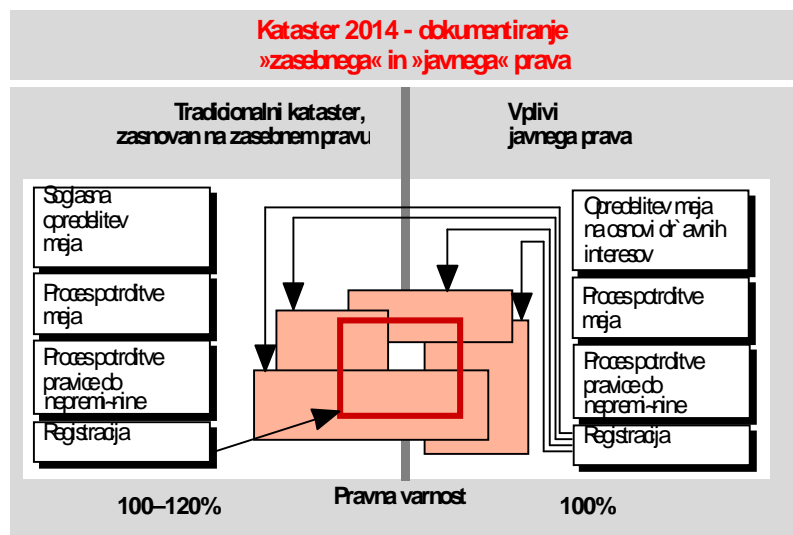 Kataster 2014 - dokumentiranje
»zasebnega« in »javnega« prava
Tradicionalni kataster,
zasnovan na zasebnem pravu
Vplivi
javnega prava
Soglasna
opredelitev
meja
Proces potrditve
meja
Proces potrditve
pravice do
nepremi~nine
Registracija
Opredelitev meja
na osnovi dr`avnih
interesov
Proces potrditve
meja
Proces potrditve
pravice do
nepremi~nine
Registracija
100–120%
Pravna varnost
100%